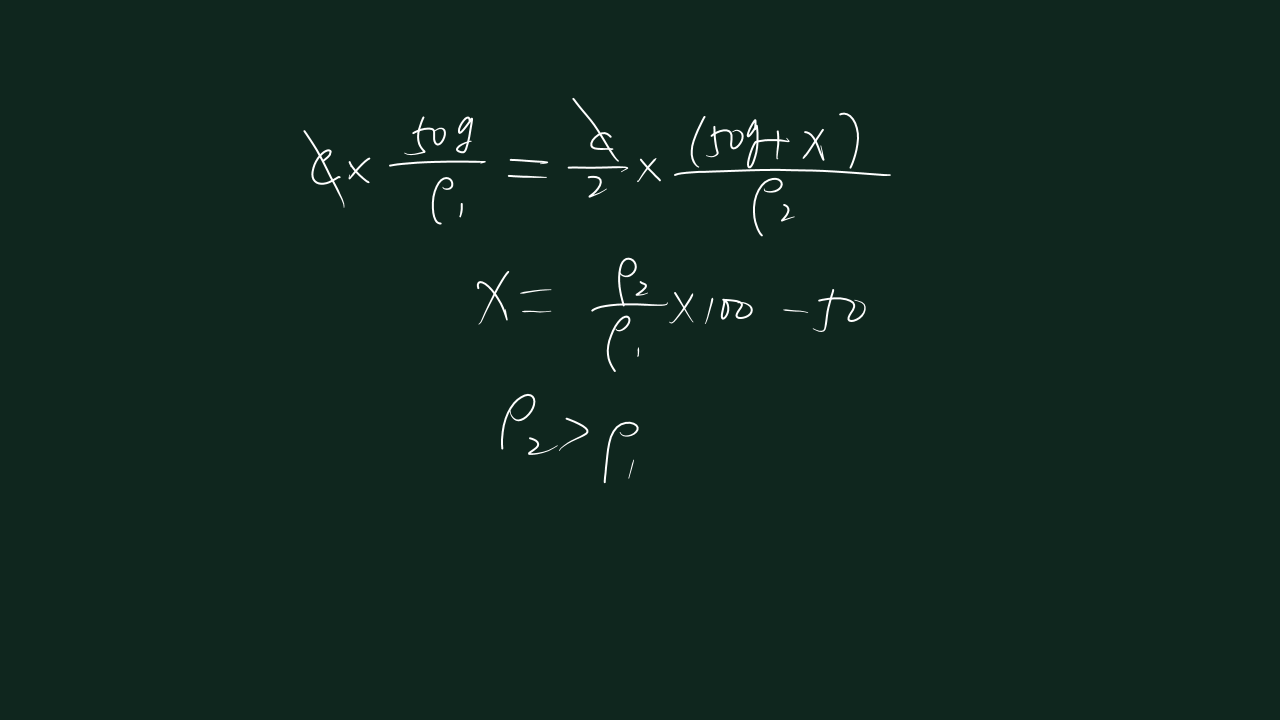 c × 50g/ρ₁ = c/2 × (50g+x)/ρ₂
x = ρ₂/ρ₁ × 100 - 50
ρ₂ > ρ₁